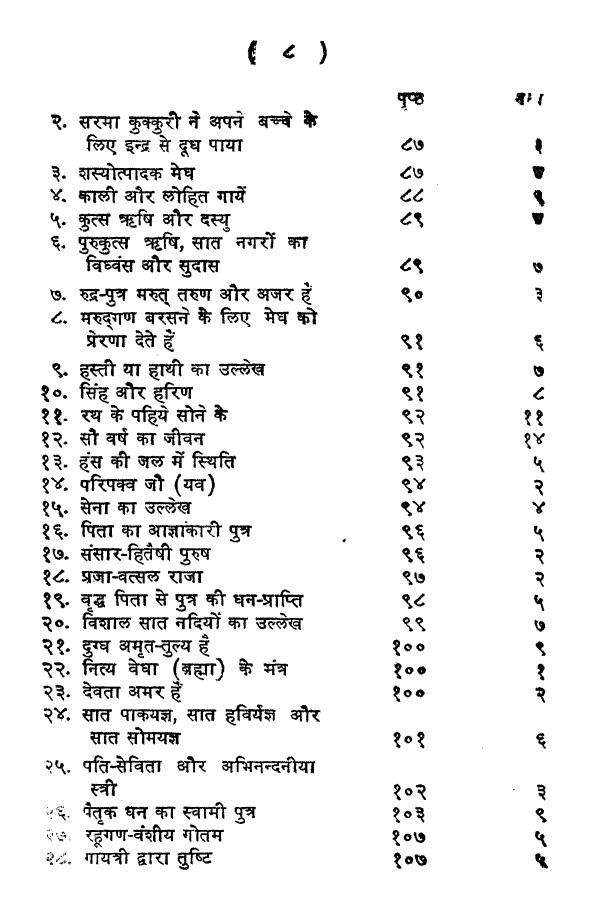 ( ८ )
पृष्ठ
२. सरमा कुक्कुरी ने अपने बच्चे के
लिए इन्द्र से दूध पाया ८७ ३
३. शस्योत्पादक मेघ ८७
४. काली और लोहित गायें ८८ ९
५. कुत्स ऋषि और दस्यु ८९
६. पुरुकुत्स ऋषि, सात नगरों का
विध्वंस और सुदास ८९ ७
७. रुद्र-पुत्र मरुत् तरुण और अजर हैं ९० ३
८. मरुद्गण बरसने के लिए मेघ को
प्रेरणा देते हैं ९१ ६
९. हस्ती या हाथी का उल्लेख ९१ ७
१०. सिंह और हरिण ९१ ८
११. रथ के पहिये सोने के ९२ ११
१२. सौ वर्ष का जीवन ९२ १४
१३. हंस की जल में स्थिति ९३ ५
१४. परिपक्व जौ (यव) ९४ २
१५. सेना का उल्लेख ९४ ४
१६. पिता का आज्ञाकारी पुत्र ९६ ५
१७. संसार-हितैषी पुरुष ९६ २
१८. प्रजा-वत्सल राजा ९७ २
१९. वृद्ध पिता से पुत्र की धन-प्राप्ति ९८ ५
२०. विशाल सात नदियों का उल्लेख ९९ ७
२१. दुग्ध अमृत-तुल्य है १०० ९
२२. नित्य वेधा (ब्रह्मा) के मंत्र १०० १
२३. देवता अमर हैं १०० २
२४. सात पाकयज्ञ, सात हविर्यज्ञ और
सात सोमयज्ञ १०१ ६
२५. पति-सेविता और अभिनन्दनीया
स्त्री १०२ ३
२६. पैतृक धन का स्वामी पुत्र १०३ ९
२७. रहूगण-वंशीय गोतम १०७ ५
२८. गायत्री द्वारा तुष्टि १०७ ५